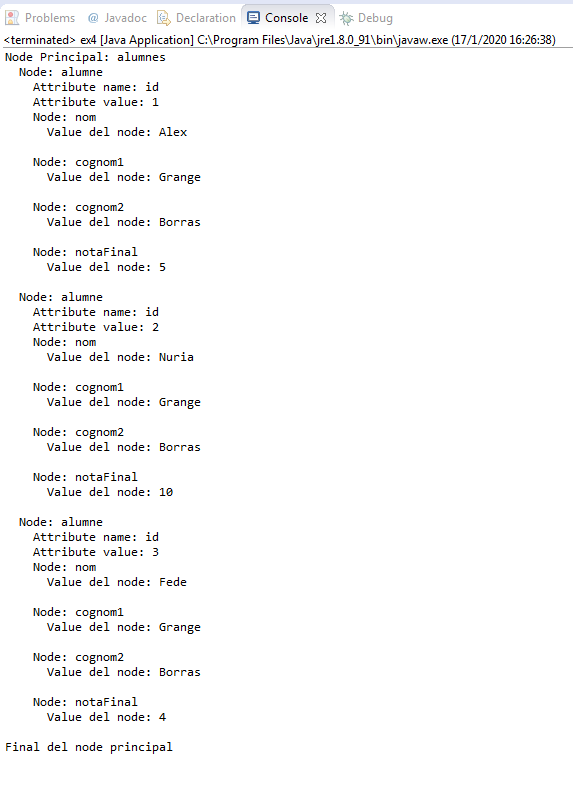 Problems @ Javadoc Declaration Console Debug
<terminated> ex4 [Java Application] C:\Program Files\Java\jre1.8.0_91\bin\javaw.exe (17/1/2020 16:26:38)
Node Principal: alumnes
Node: alumne
Attribute name: id
Attribute value: 1
Node: nom
Value del node: Alex
Node: cognom1
Value del node: Grange
Node: cognom2
Value del node: Borras
Node: notaFinal
Value del node: 5
Node: alumne
Attribute name: id
Attribute value: 2
Node: nom
Value del node: Nuria
Node: cognom1
Value del node: Grange
Node: cognom2
Value del node: Borras
Node: notaFinal
Value del node: 10
Node: alumne
Attribute name: id
Attribute value: 3
Node: nom
Value del node: Fede
Node: cognom1
Value del node: Grange
Node: cognom2
Value del node: Borras
Node: notaFinal
Value del node: 4
Final del node principal